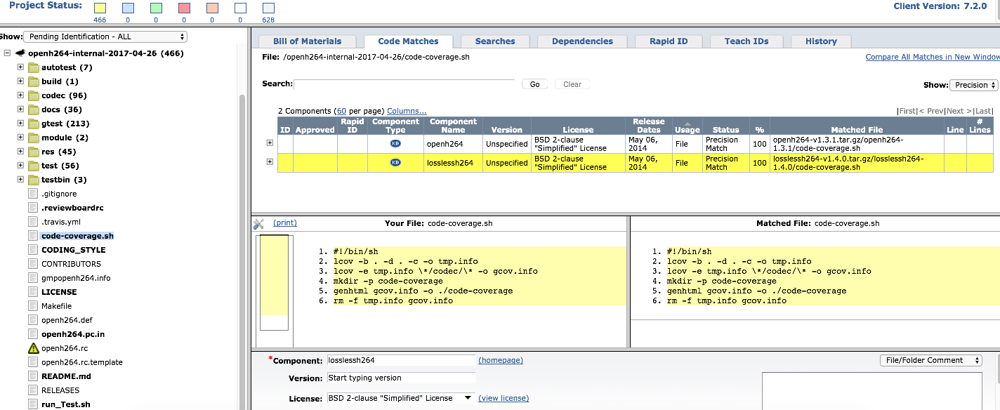 Project Status:
466 0 0 0 0 0 628
Client Version: 7.2.0
Show: Pending Identification - ALL
openh264-internal-2017-04-26 (466)
autotest (7)
build (1)
codec (96)
docs (36)
gtest (213)
module (2)
res (45)
test (56)
testbin (3)
.gitignore
.reviewboardrc
.travis.yml
code-coverage.sh
CODING_STYLE
CONTRIBUTORS
gmpopenh264.info
LICENSE
Makefile
openh264.def
openh264.pc.in
openh264.rc
openh264.rc.template
README.md
RELEASES
run_Test.sh
Bill of Materials Code Matches Searches Dependencies Rapid ID Teach IDs History
File: /openh264-internal-2017-04-26/code-coverage.sh
Compare All Matches in New Window
Search: Go Clear
Show: Precision
2 Components (60 per page) Columns...
|First|< Prev|Next >|Last|
ID Approved Rapid ID Component Type Component Name Version License Release Dates Usage Status % Matched File Line # Lines
KB openh264 Unspecified BSD 2-clause "Simplified" License May 06, 2014 File Precision Match 100 openh264-v1.3.1.tar.gz/openh264-1.3.1/code-coverage.sh
KB losslessh264 Unspecified BSD 2-clause "Simplified" License May 06, 2014 File Precision Match 100 losslessh264-v1.4.0.tar.gz/losslessh264-1.4.0/code-coverage.sh
(print)
Your File: code-coverage.sh
1. #!/bin/sh
2. lcov -b . -d . -c -o tmp.info
3. lcov -e tmp.info \*/codec/\* -o gcov.info
4. mkdir -p code-coverage
5. genhtml gcov.info -o ./code-coverage
6. rm -f tmp.info gcov.info
Matched File: code-coverage.sh
1. #!/bin/sh
2. lcov -b . -d . -c -o tmp.info
3. lcov -e tmp.info \*/codec/\* -o gcov.info
4. mkdir -p code-coverage
5. genhtml gcov.info -o ./code-coverage
6. rm -f tmp.info gcov.info
*Component: losslessh264 (homepage)
File/Folder Comment
Version: Start typing version
License: BSD 2-clause "Simplified" License (view license)